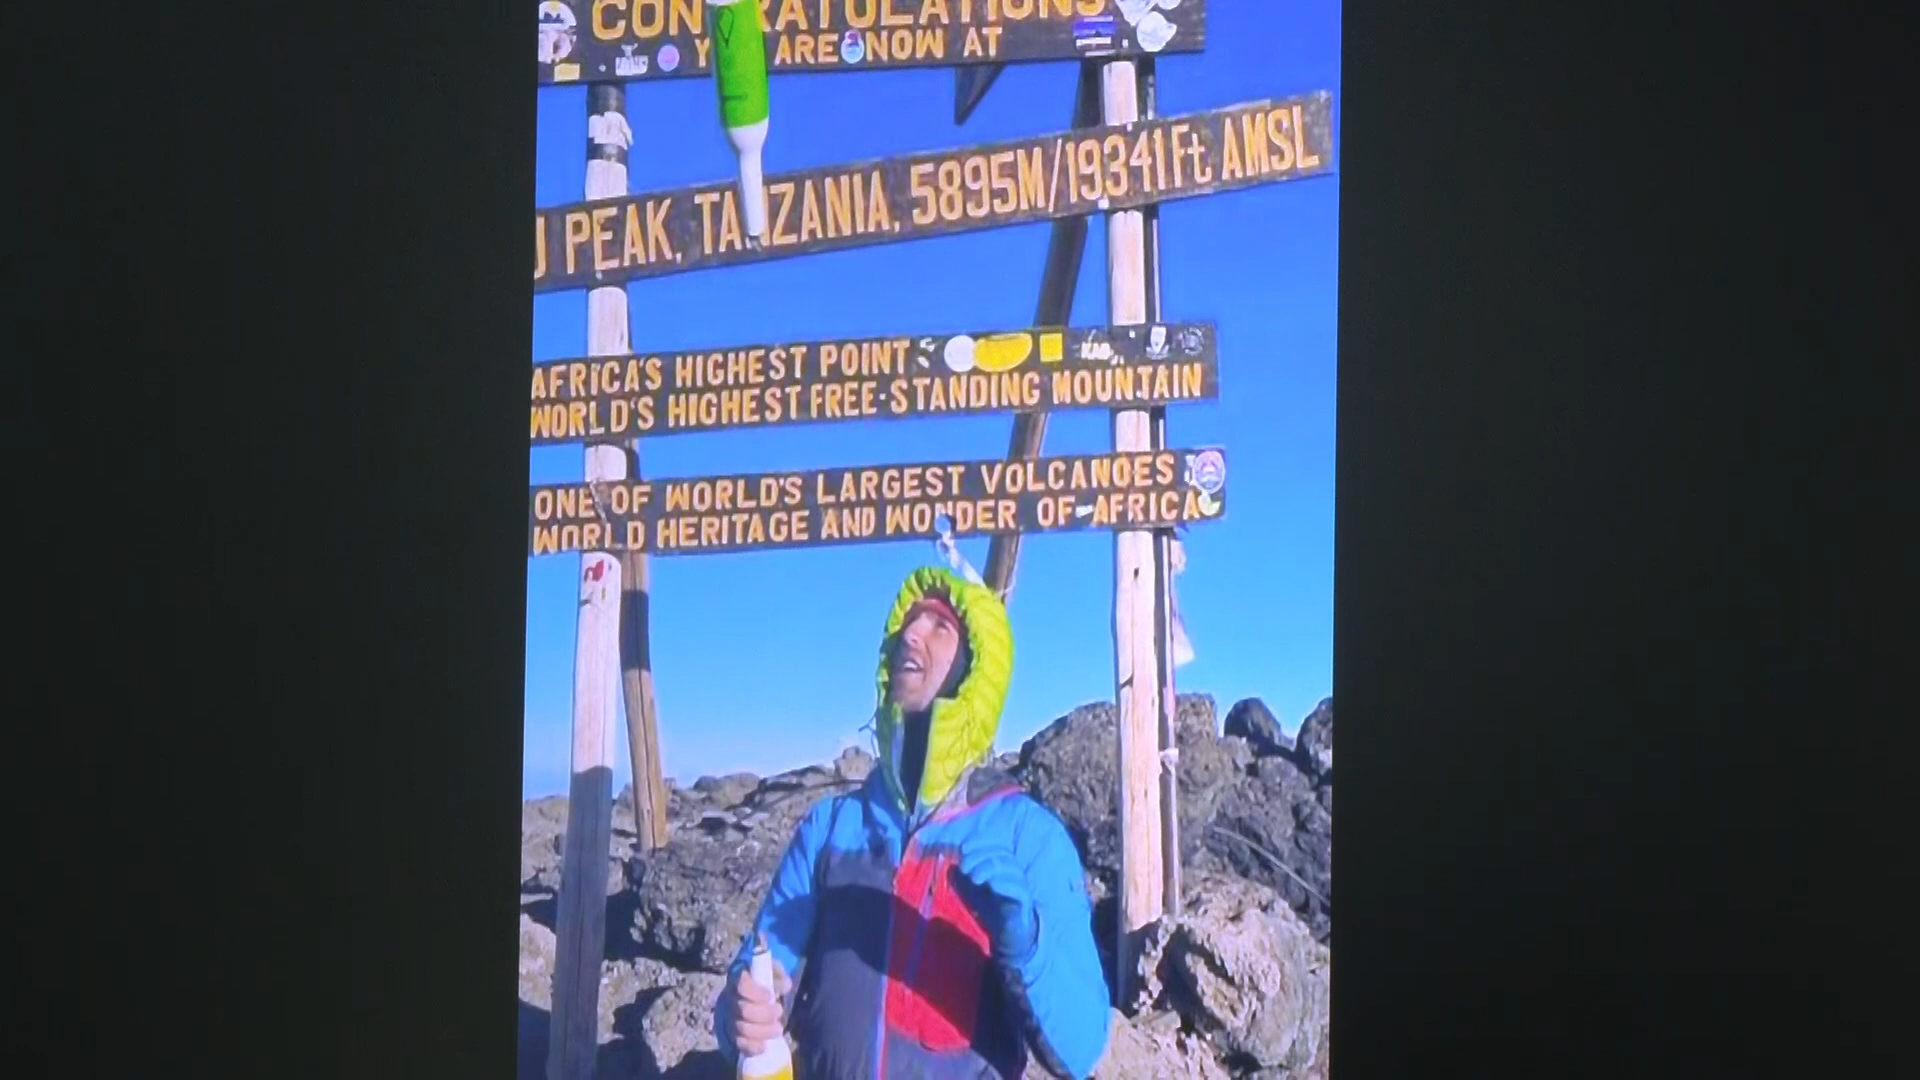 CONGRATULATIONS
YOU ARE NOW AT
U PEAK, TANZANIA, 5895M/19341Ft. AMSL
AFRICA'S HIGHEST POINT
WORLD'S HIGHEST FREE-STANDING MOUNTAIN
ONE OF WORLD'S LARGEST VOLCANOES
WORLD HERITAGE AND WONDER OF AFRICA